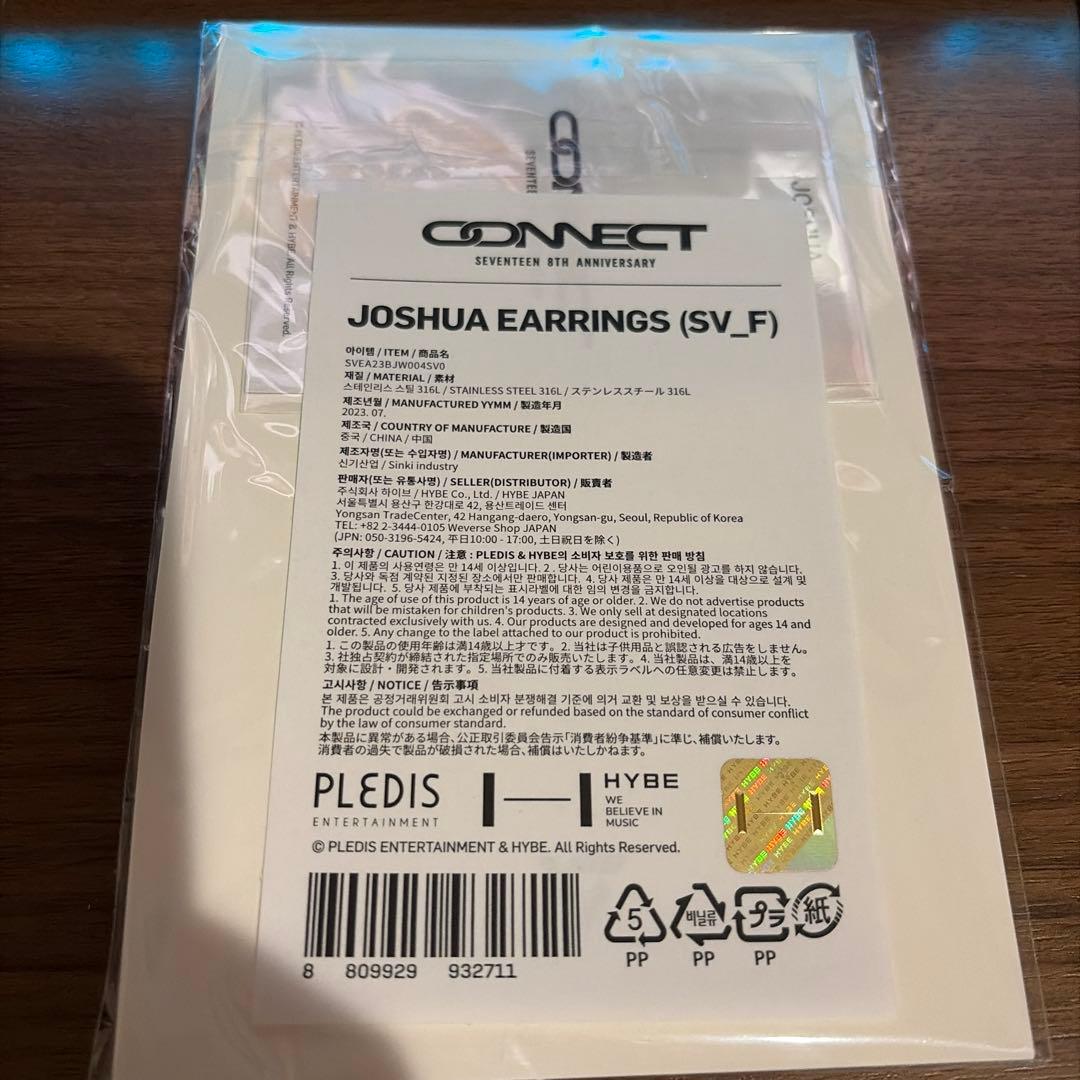 © PLEDIS ENTERTAINMENT & HYBE. All Rights Reserved.
CONNECT
SEVENTEEN 8TH ANNIVERSARY
JOSHUA EARRINGS (SV_F)
아이템 / ITEM / 商品名
SVEA23BJW004SV0
재질 / MATERIAL / 素材
스테인리스 스틸 316L / STAINLESS STEEL 316L / ステンレススチール 316L
제조년월 / MANUFACTURED YYMM / 製造年月
2023. 07.
제조국 / COUNTRY OF MANUFACTURE / 製造国
중국 / CHINA / 中国
제조자명(또는 수입자명) / MANUFACTURER(IMPORTER) / 製造者
신기산업 / Sinki industry
판매자(또는 유통사명) / SELLER(DISTRIBUTOR) / 販賣者
주식회사 하이브 / HYBE Co., Ltd. / HYBE JAPAN
서울특별시 용산구 한강대로 42, 용산트레이드 센터
Yongsan TradeCenter, 42 Hangang-daero, Yongsan-gu, Seoul, Republic of Korea
TEL: +82 2-3444-0105 Weverse Shop JAPAN
(JPN: 050-3196-5424, 平日10:00 - 17:00, 土日祝日を除く)
주의사항 / CAUTION / 注意 : PLEDIS & HYBE의 소비자 보호를 위한 판매 방침
1. 이 제품의 사용연령은 만 14세 이상입니다. 2 . 당사는 어린이용품으로 오인될 광고를 하지 않습니다.
3. 당사와 독점 계약된 지정된 장소에서만 판매합니다. 4. 당사 제품은 만 14세 이상을 대상으로 설계 및
개발됩니다. 5. 당사 제품에 부착되는 표시라벨에 대한 임의 변경을 금지합니다.
1. The age of use of this product is 14 years of age or older. 2. We do not advertise products
that will be mistaken for children's products. 3. We only sell at designated locations
contracted exclusively with us. 4. Our products are designed and developed for ages 14 and
older. 5. Any change to the label attached to our product is prohibited.
1. この製品の使用年齢は満14歳以上才です。2. 当社は子供用品と誤認される広告をしません。
3. 社独占契約が締結された指定場所でのみ販売いたします。4. 当社製品は、満14歳以上を
対象に設計・開発されます。5. 当社製品に付着する表示ラベルへの任意変更は禁止します。
고시사항 / NOTICE / 告示事項
본 제품은 공정거래위원회 고시 소비자 분쟁해결 기준에 의거 교환 및 보상을 받으실 수 있습니다.
The product could be exchanged or refunded based on the standard of consumer conflict
by the law of consumer standard.
本製品に異常がある場合、公正取引委員会告示「消費者紛争基準」に準じ、補償いたします。
消費者の過失で製品が破損された場合、補償はいたしかねます。
PLEDIS
ENTERTAINMENT
HYBE
WE
BELIEVE IN
MUSIC
© PLEDIS ENTERTAINMENT & HYBE. All Rights Reserved.
8 809929 932711
5
PP
비닐류
PP
プラ
PP
紙